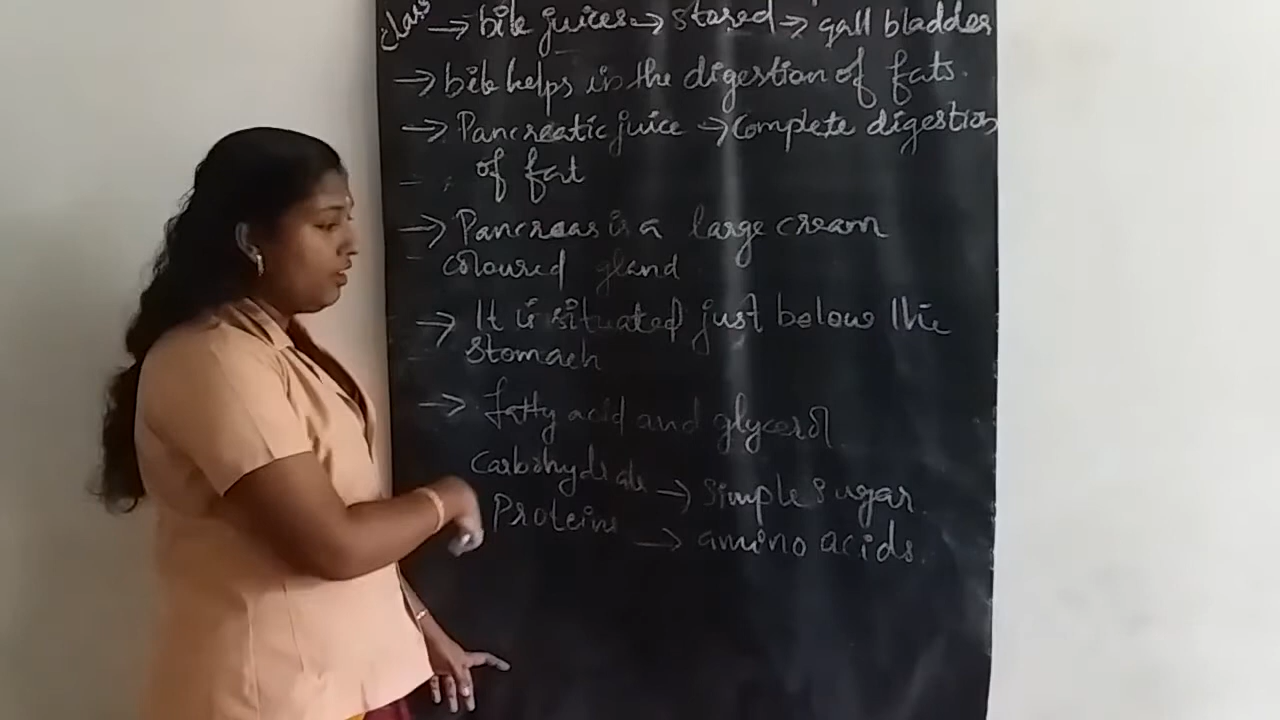 → bile juices → stored → gall bladder
→ bile helps in the digestion of fats.
→ Pancreatic juice → Complete digestion
of fat
→ Pancreas is a large cream
coloured gland
→ It is situated just below the
stomach
→ fatty acid and glycerol
Carbohydrate → Simple sugar
Proteins → amino acids.